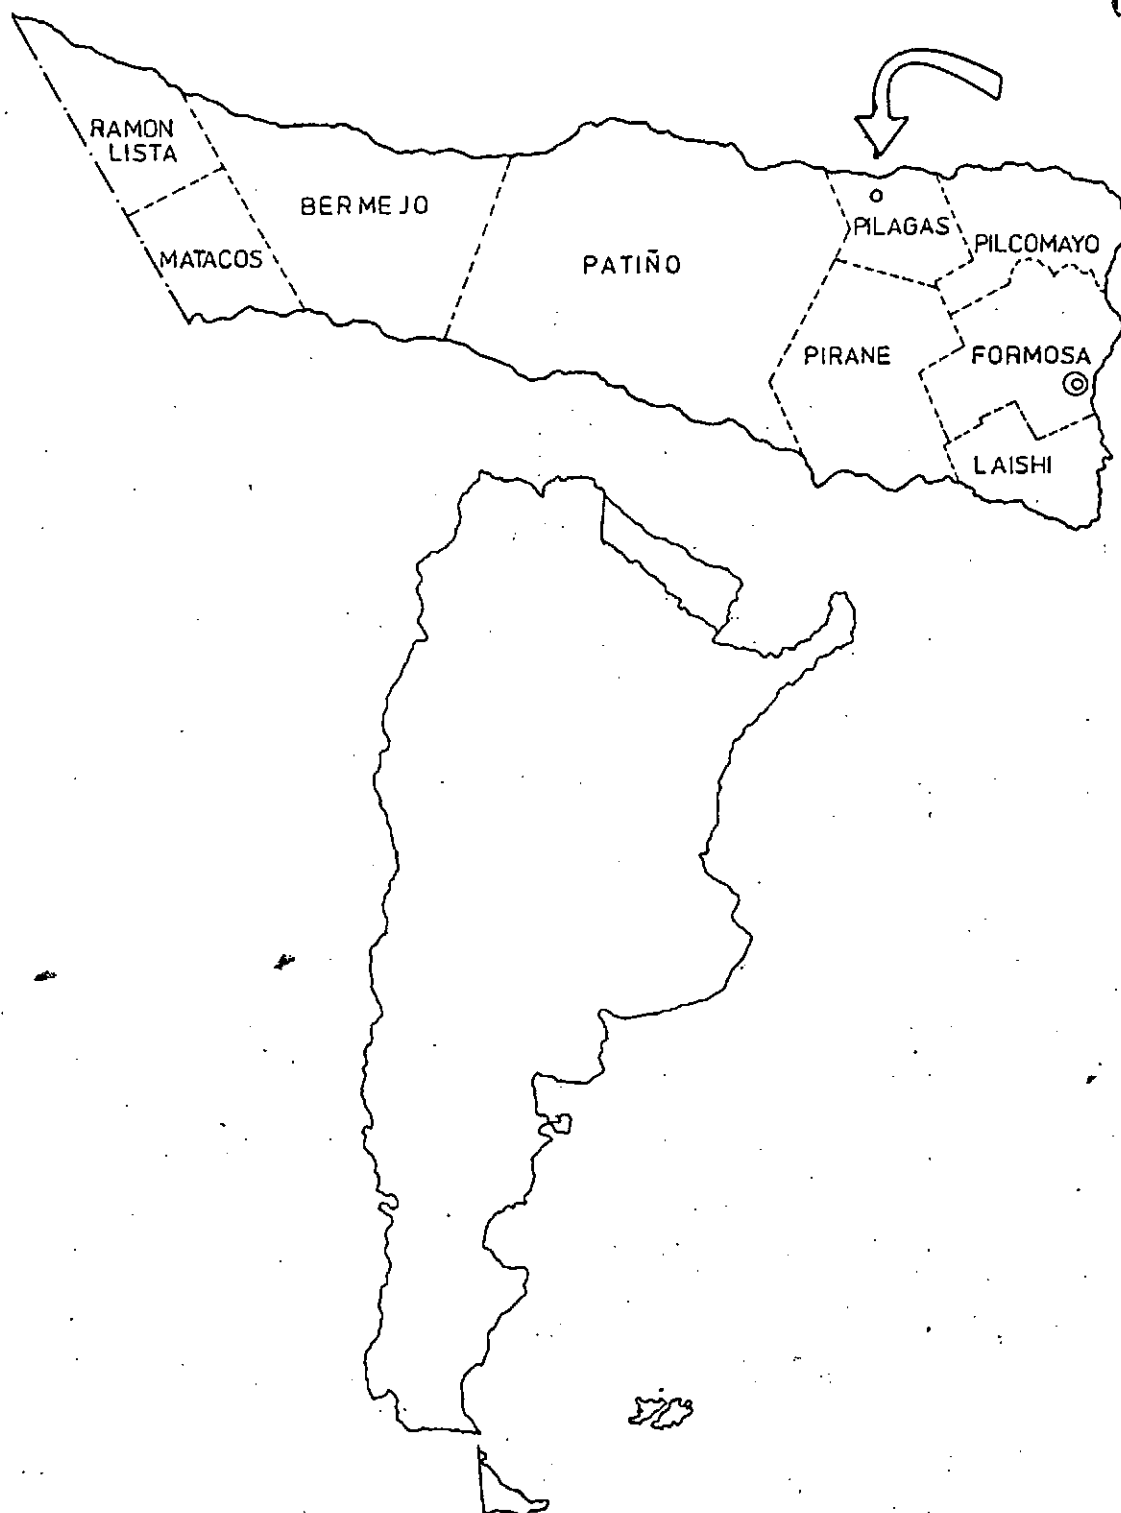 RAMON
LISTA
MATACOS
BERMEJO
PATIÑO
PILAGAS
PILCOMAYO
PIRANE
FORMOSA
LAISHI